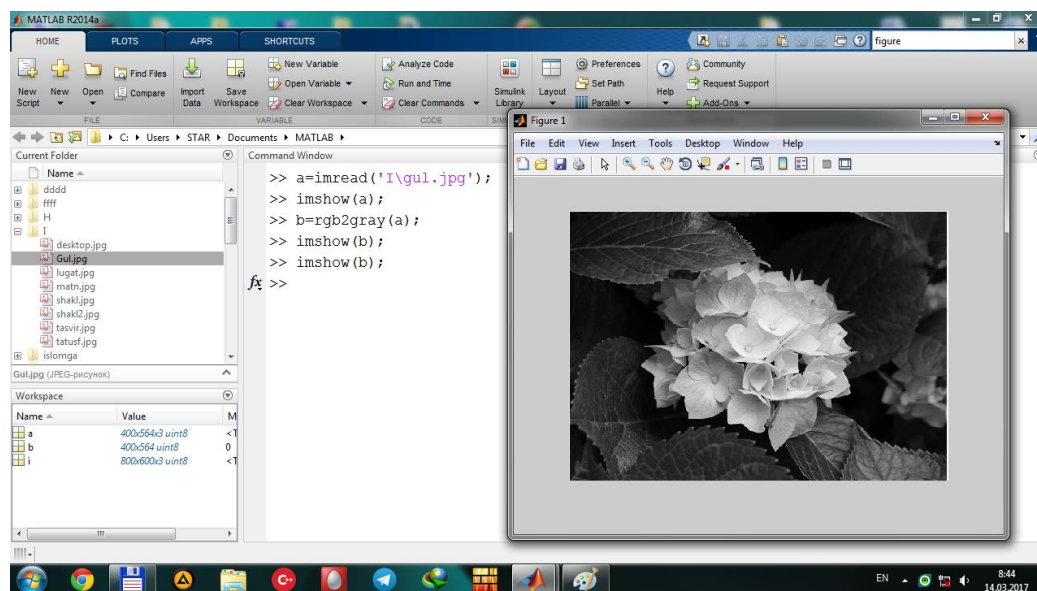 MATLAB R2014a
HOME PLOTS APPS SHORTCUTS
figure
New Script
New
Open
Find Files
Compare
Import Data
Save Workspace
New Variable
Open Variable
Clear Workspace
Analyze Code
Run and Time
Clear Commands
Simulink Library
Layout
Preferences
Set Path
Parallel
Help
Community
Request Support
Add-Ons
FILE VARIABLE CODE
C: Users STAR Documents MATLAB
Current Folder
Name
dddd
ffff
H
I
desktop.jpg
Gul.jpg
lugat.jpg
matn.jpg
shakl.jpg
shakl2.jpg
tasvir.jpg
tatusf.jpg
islomga
Gul.jpg (JPEG-рисунок)
Workspace
Name Value M
a 400x564x3 uint8 <1
b 400x564 uint8 0
i 800x600x3 uint8 <1
Command Window
>> a=imread('I\gul.jpg');
>> imshow(a);
>> b=rgb2gray(a);
>> imshow(b);
>> imshow(b);
fx >>
Figure 1
File Edit View Insert Tools Desktop Window Help
EN 8:44
14.03.2017